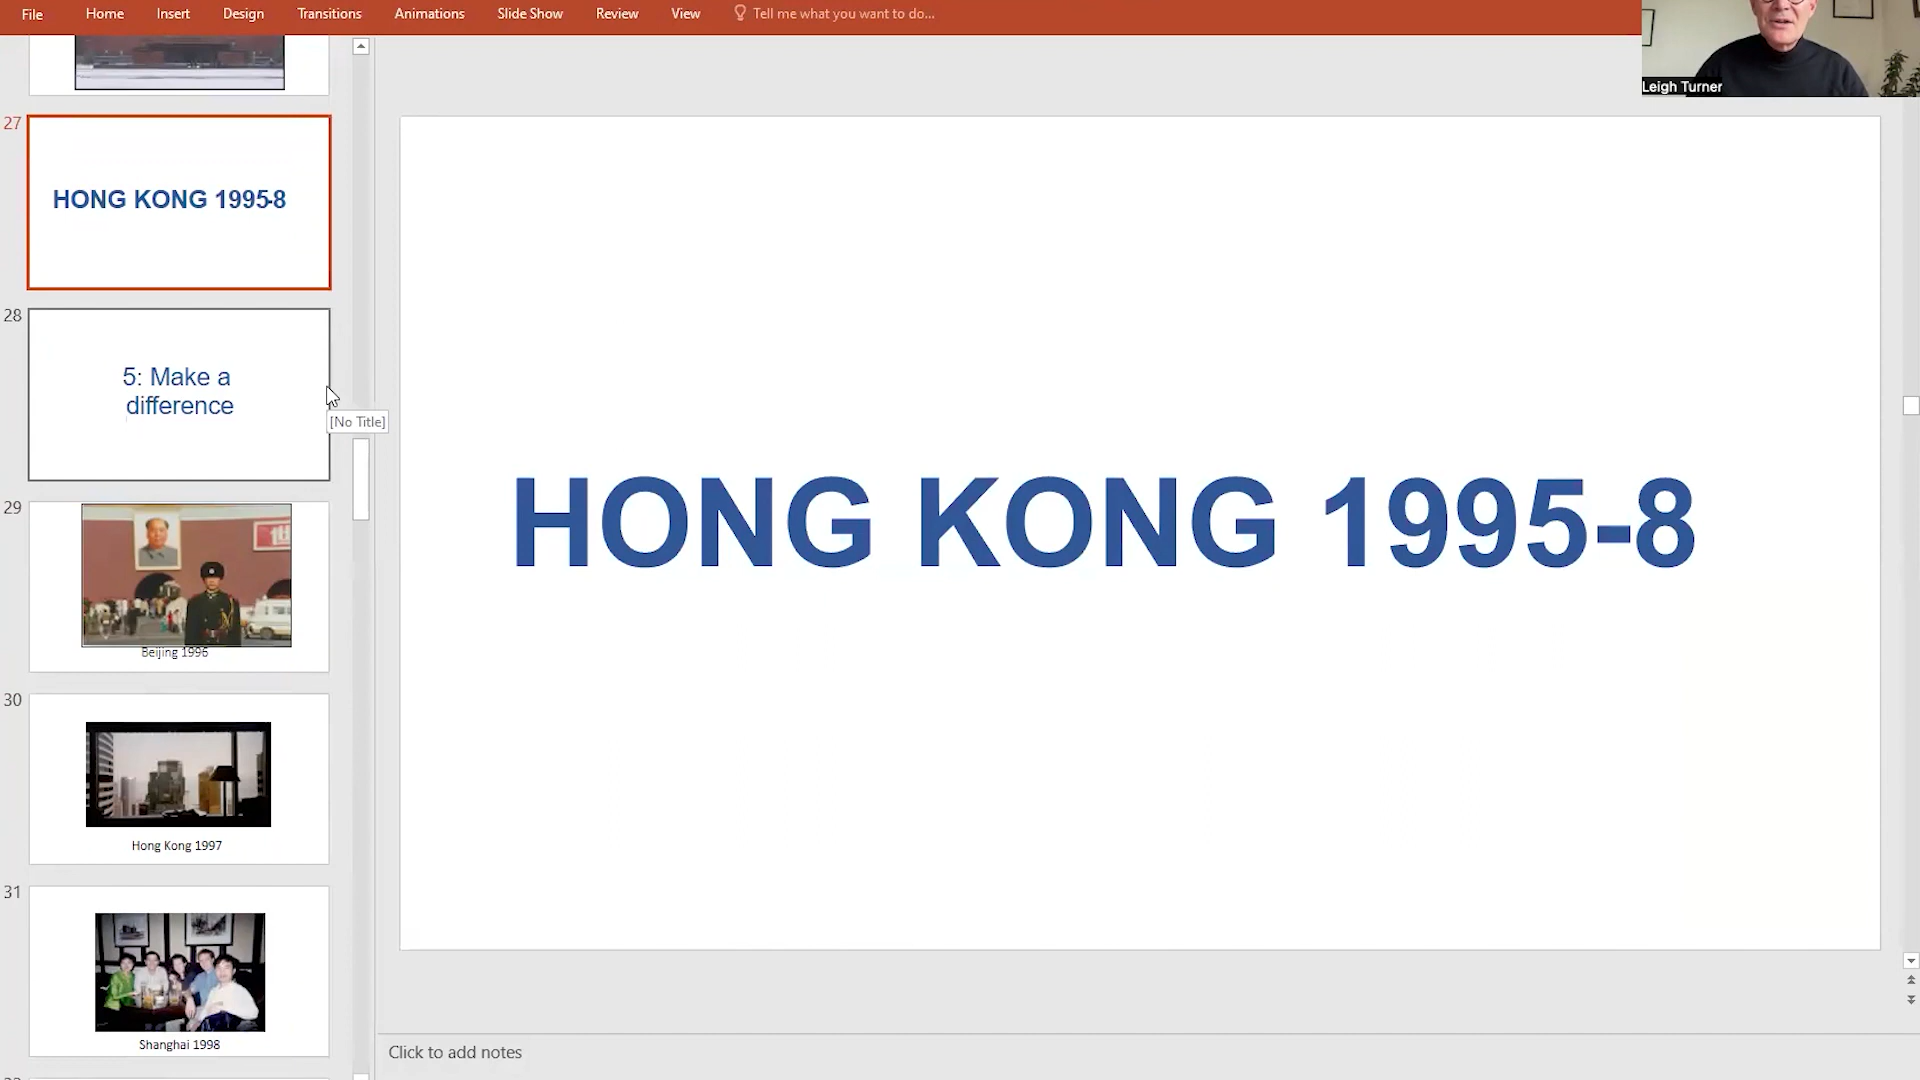 File Home Insert Design Transitions Animations Slide Show Review View Tell me what you want to do...
Leigh Turner
27
HONG KONG 1995-8
28
5: Make a
difference
[No Title]
29
Beijing 1996
30
Hong Kong 1997
31
Shanghai 1998
HONG KONG 1995-8
Click to add notes